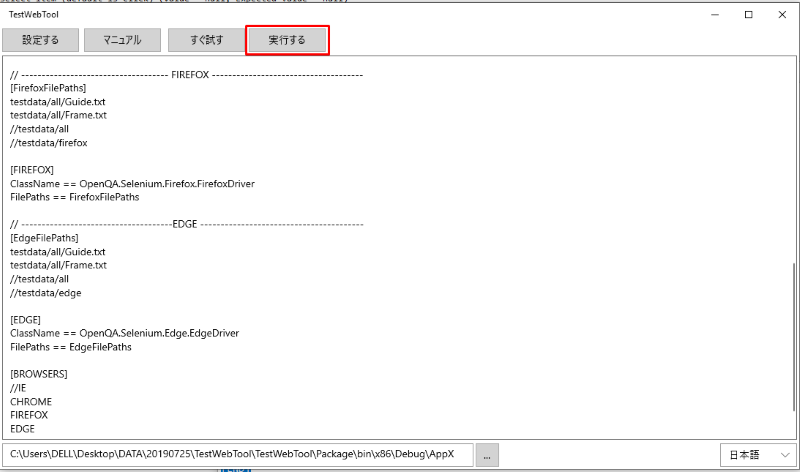 TestWebTool
設定する
マニュアル
すぐ試す
実行する
// ------------------------------------- FIREFOX --------------------------------------
[FirefoxFilePaths]
testdata/all/Guide.txt
testdata/all/Frame.txt
//testdata/all
//testdata/firefox
[FIREFOX]
ClassName == OpenQA.Selenium.Firefox.FirefoxDriver
FilePaths == FirefoxFilePaths
// --------------------------------------EDGE -----------------------------------------
[EdgeFilePaths]
testdata/all/Guide.txt
testdata/all/Frame.txt
//testdata/all
//testdata/edge
[EDGE]
ClassName == OpenQA.Selenium.Edge.EdgeDriver
FilePaths == EdgeFilePaths
[BROWSERS]
//IE
CHROME
FIREFOX
EDGE
C:\Users\DELL\Desktop\DATA\20190725\TestWebTool\TestWebTool\Package\bin\x86\Debug\AppX
...
日本語